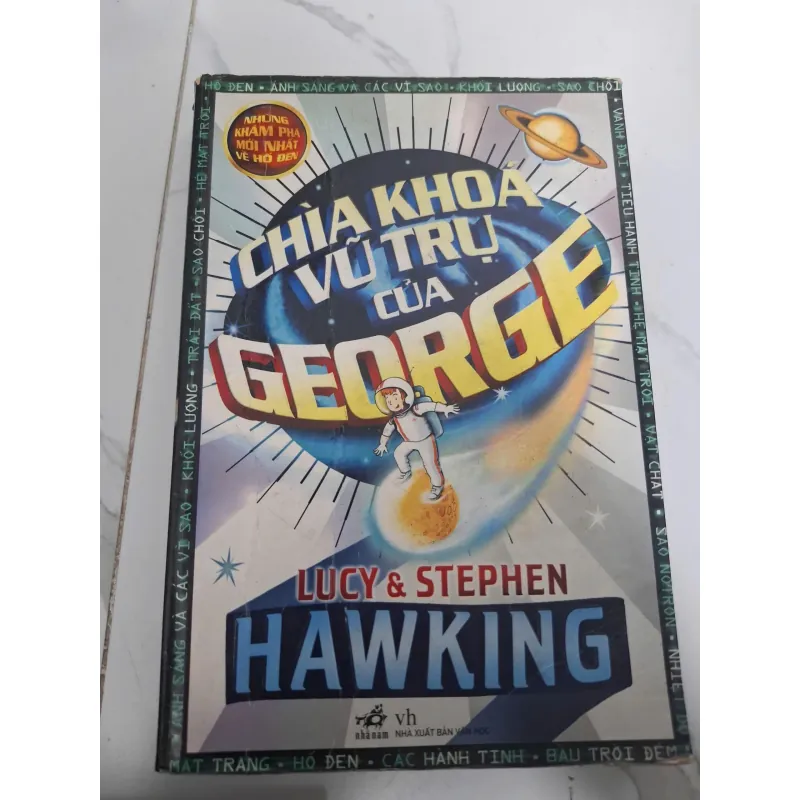 HỐ ĐEN • ÁNH SÁNG VÀ CÁC VÌ SAO • KHỐI LƯỢNG • SAO CHỔI
VÀNH ĐAI • TIỂU HÀNH TINH • HỆ MẶT TRỜI • VẬT CHẤT • SAO NƠTRON • NHIỆT ĐỘ
ÁNH SÁNG VÀ CÁC VÌ SAO • KHỐI LƯỢNG • TRÁI ĐẤT • SAO CHỔI • HỆ MẶT TRỜI
NHỮNG
KHÁM PHÁ
MỚI NHẤT
VỀ HỐ ĐEN
CHÌA KHOÁ
VŨ TRỤ
CỦA
GEORGE
LUCY & STEPHEN
HAWKING
nhã nam
vh
NHÀ XUẤT BẢN VĂN HỌC
MẶT TRĂNG • HỐ ĐEN • CÁC HÀNH TINH • BẦU TRỜI ĐÊM